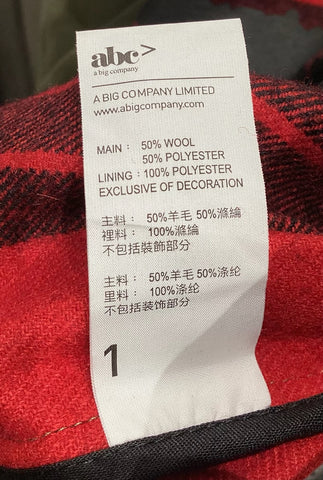 abc>
a big company
A BIG COMPANY LIMITED
www.abigcompany.com
MAIN : 50% WOOL
50% POLYESTER
LINING : 100% POLYESTER
EXCLUSIVE OF DECORATION
主料： 50%羊毛 50%滌綸
裡料： 100%滌綸
不包括裝飾部分
主料： 50%羊毛 50%涤纶
里料： 100%涤纶
不包括装饰部分
1